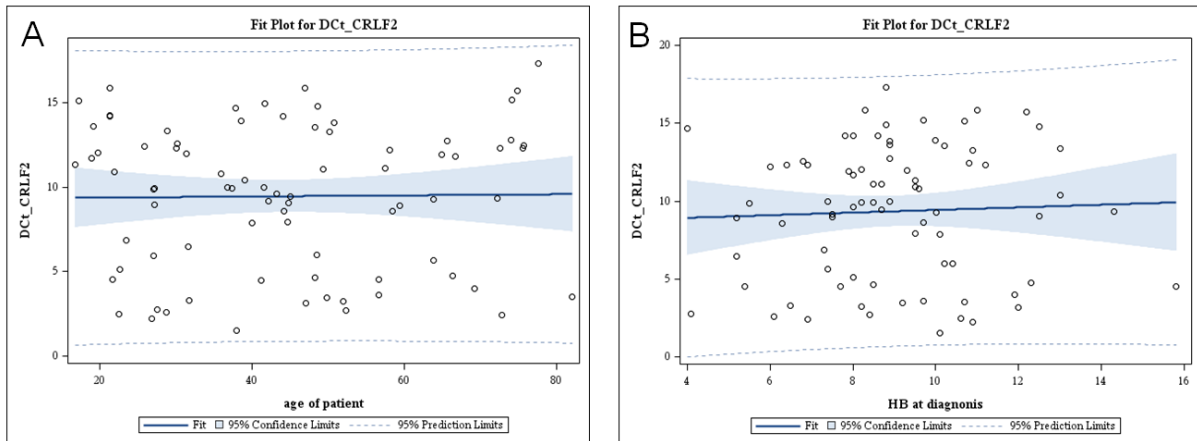 A
Fit Plot for DCt_CRLF2
DCt_CRLF2
15
10
5
0
20
40
60
80
age of patient
Fit
95% Confidence Limits
95% Prediction Limits
B
Fit Plot for DCt_CRLF2
DCt_CRLF2
20
15
10
5
0
4
6
8
10
12
14
16
HB at diagnonis
Fit
95% Confidence Limits
95% Prediction Limits